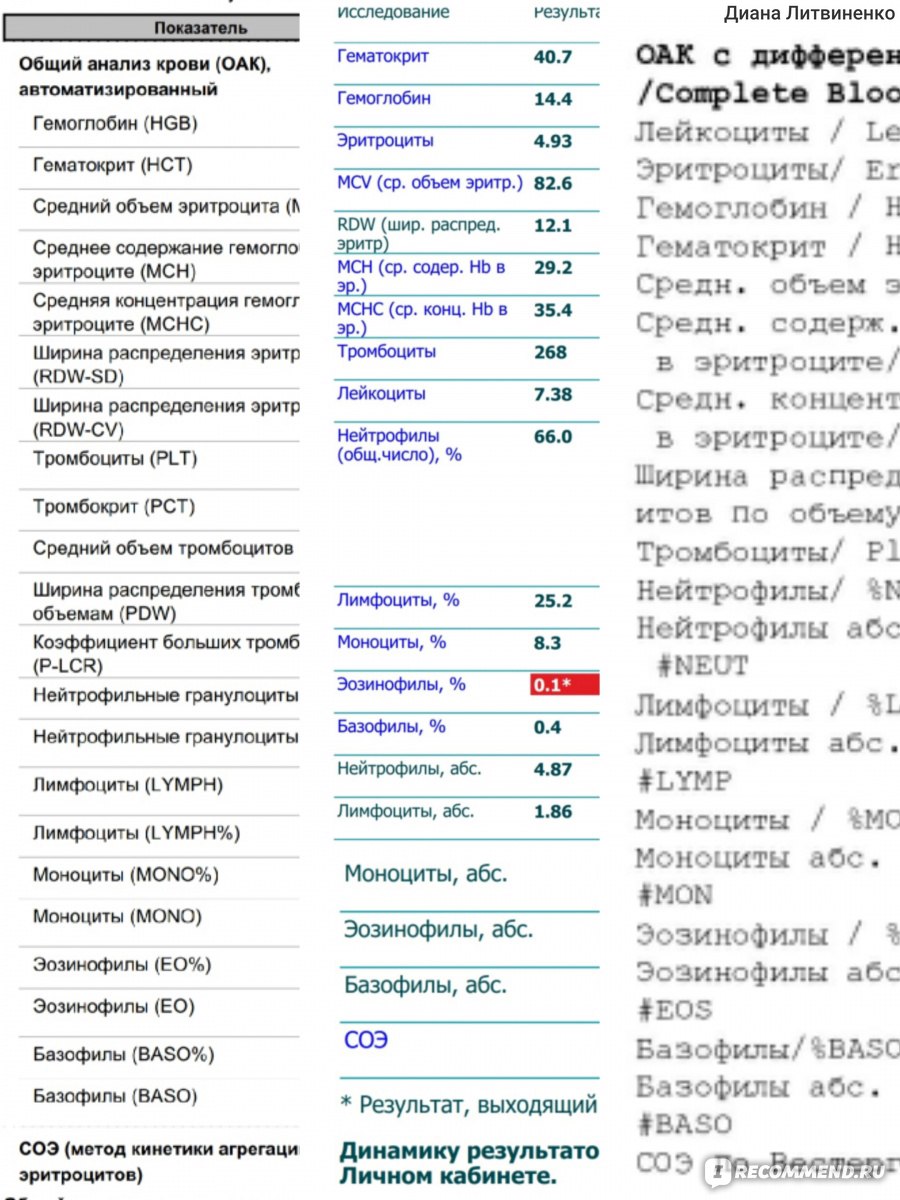 Показатель
Общий анализ крови (ОАК),
автоматизированный
Гемоглобин (HGB)
Гематокрит (HCT)
Средний объем эритроцита (М
Среднее содержание гемогло
эритроците (MCH)
Средняя концентрация гемогл
эритроците (MCHC)
Ширина распределения эритр
(RDW-SD)
Ширина распределения эритр
(RDW-CV)
Тромбоциты (PLT)
Тромбокрит (PCT)
Средний объем тромбоцитов
Ширина распределения тромб
объемам (PDW)
Коэффициент больших тромб
(P-LCR)
Нейтрофильные гранулоциты
Нейтрофильные гранулоциты
Лимфоциты (LYMPH)
Лимфоциты (LYMPH%)
Моноциты (MONO%)
Моноциты (MONO)
Эозинофилы (EO%)
Эозинофилы (EO)
Базофилы (BASO%)
Базофилы (BASO)
СОЭ (метод кинетики агрегаци
эритроцитов)
Исследование Результа
Гематокрит 40.7
Гемоглобин 14.4
Эритроциты 4.93
MCV (ср. объем эритр.) 82.6
RDW (шир. распред. 12.1
эритр)
MCH (ср. содер. Hb в 29.2
эр.)
MCHC (ср. конц. Hb в 35.4
эр.)
Тромбоциты 268
Лейкоциты 7.38
Нейтрофилы 66.0
(общ.число), %
Лимфоциты, % 25.2
Моноциты, % 8.3
Эозинофилы, % 0.1*
Базофилы, % 0.4
Нейтрофилы, абс. 4.87
Лимфоциты, абс. 1.86
Моноциты, абс.
Эозинофилы, абс.
Базофилы, абс.
СОЭ
* Результат, выходящий
Динамику результато
Личном кабинете.
Диана Литвиненко
ОАК с дифферен
/Complete Bloo
Лейкоциты / Le
Эритроциты/ Er
Гемоглобин / H
Гематокрит / H
Средн. объем э
Средн. содерж.
в эритроците/
Средн. концент
в эритроците/
Ширина распред
итов По объему
Тромбоциты/ Pl
Нейтрофилы/ %N
Нейтрофилы абс
#NEUT
Лимфоциты / %L
Лимфоциты абс.
#LYMP
Моноциты / %MO
Моноциты абс.
#MON
Эозинофилы / %
Эозинофилы абс
#EOS
Базофилы/%BASO
Базофилы абс.
#BASO
СОЭ По Вестерг
IRECOMMEND.RU